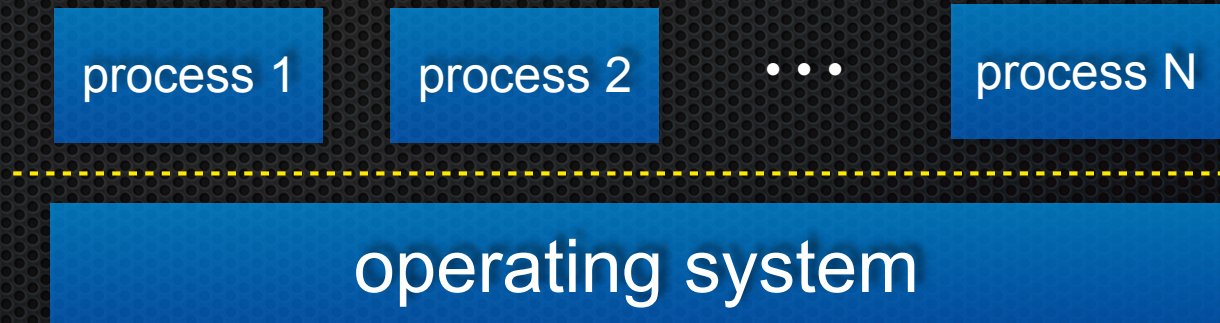 process 1 process 2 ... process N
operating system